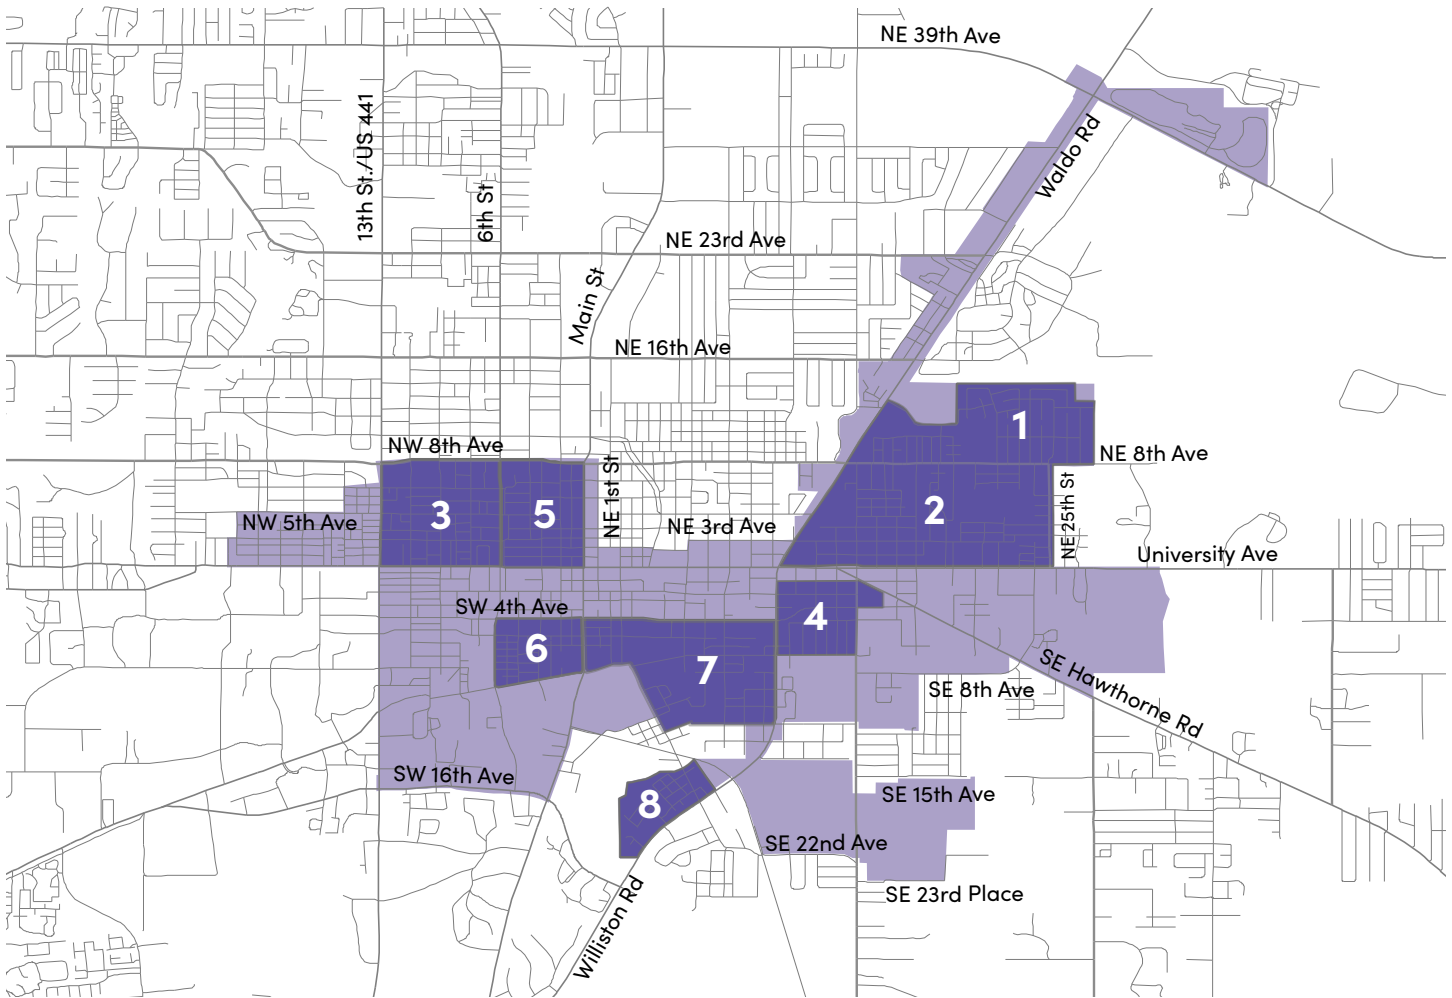 NE 39th Ave
13th St./US 441
6th St
Waldo Rd
NE 23rd Ave
Main St
NE 16th Ave
1
NW 8th Ave
NE 8th Ave
NE 1st St
NE 25th St
3
5
2
NW 5th Ave
NE 3rd Ave
University Ave
SW 4th Ave
4
6
7
SE Hawthorne Rd
SE 8th Ave
SW 16th Ave
8
SE 15th Ave
SE 22nd Ave
SE 23rd Place
Williston Rd